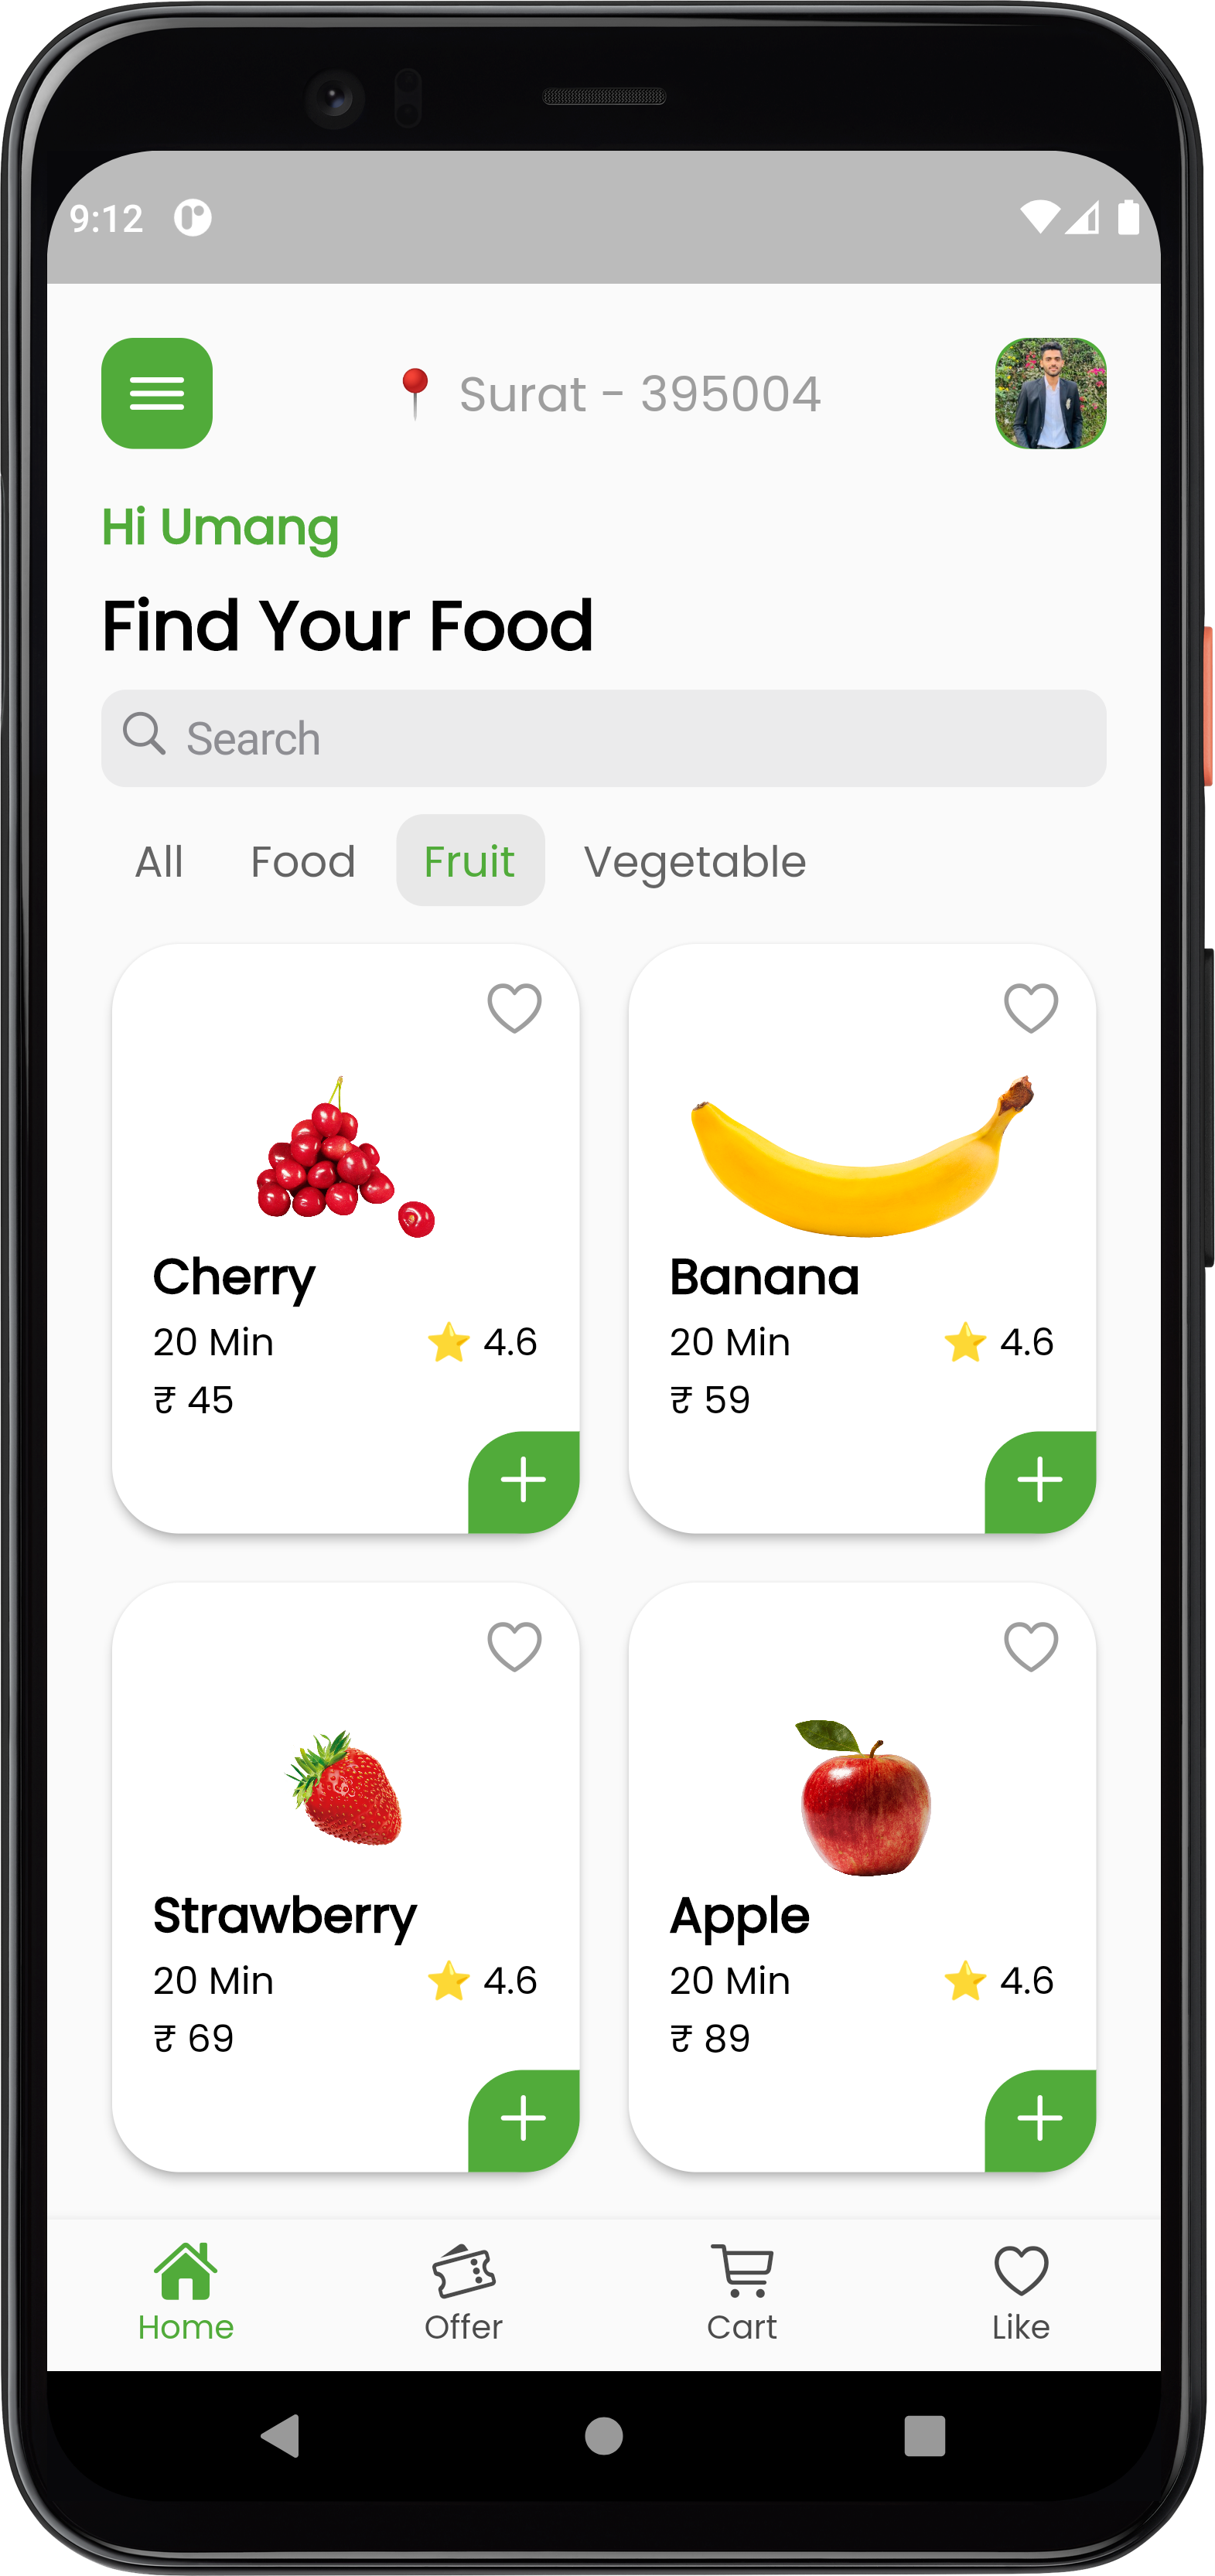 9:12
Surat - 395004
Hi Umang
Find Your Food
Search
All Food Fruit Vegetable
Cherry
20 Min 4.6
₹ 45
Banana
20 Min 4.6
₹ 59
Strawberry
20 Min 4.6
₹ 69
Apple
20 Min 4.6
₹ 89
Home Offer Cart Like